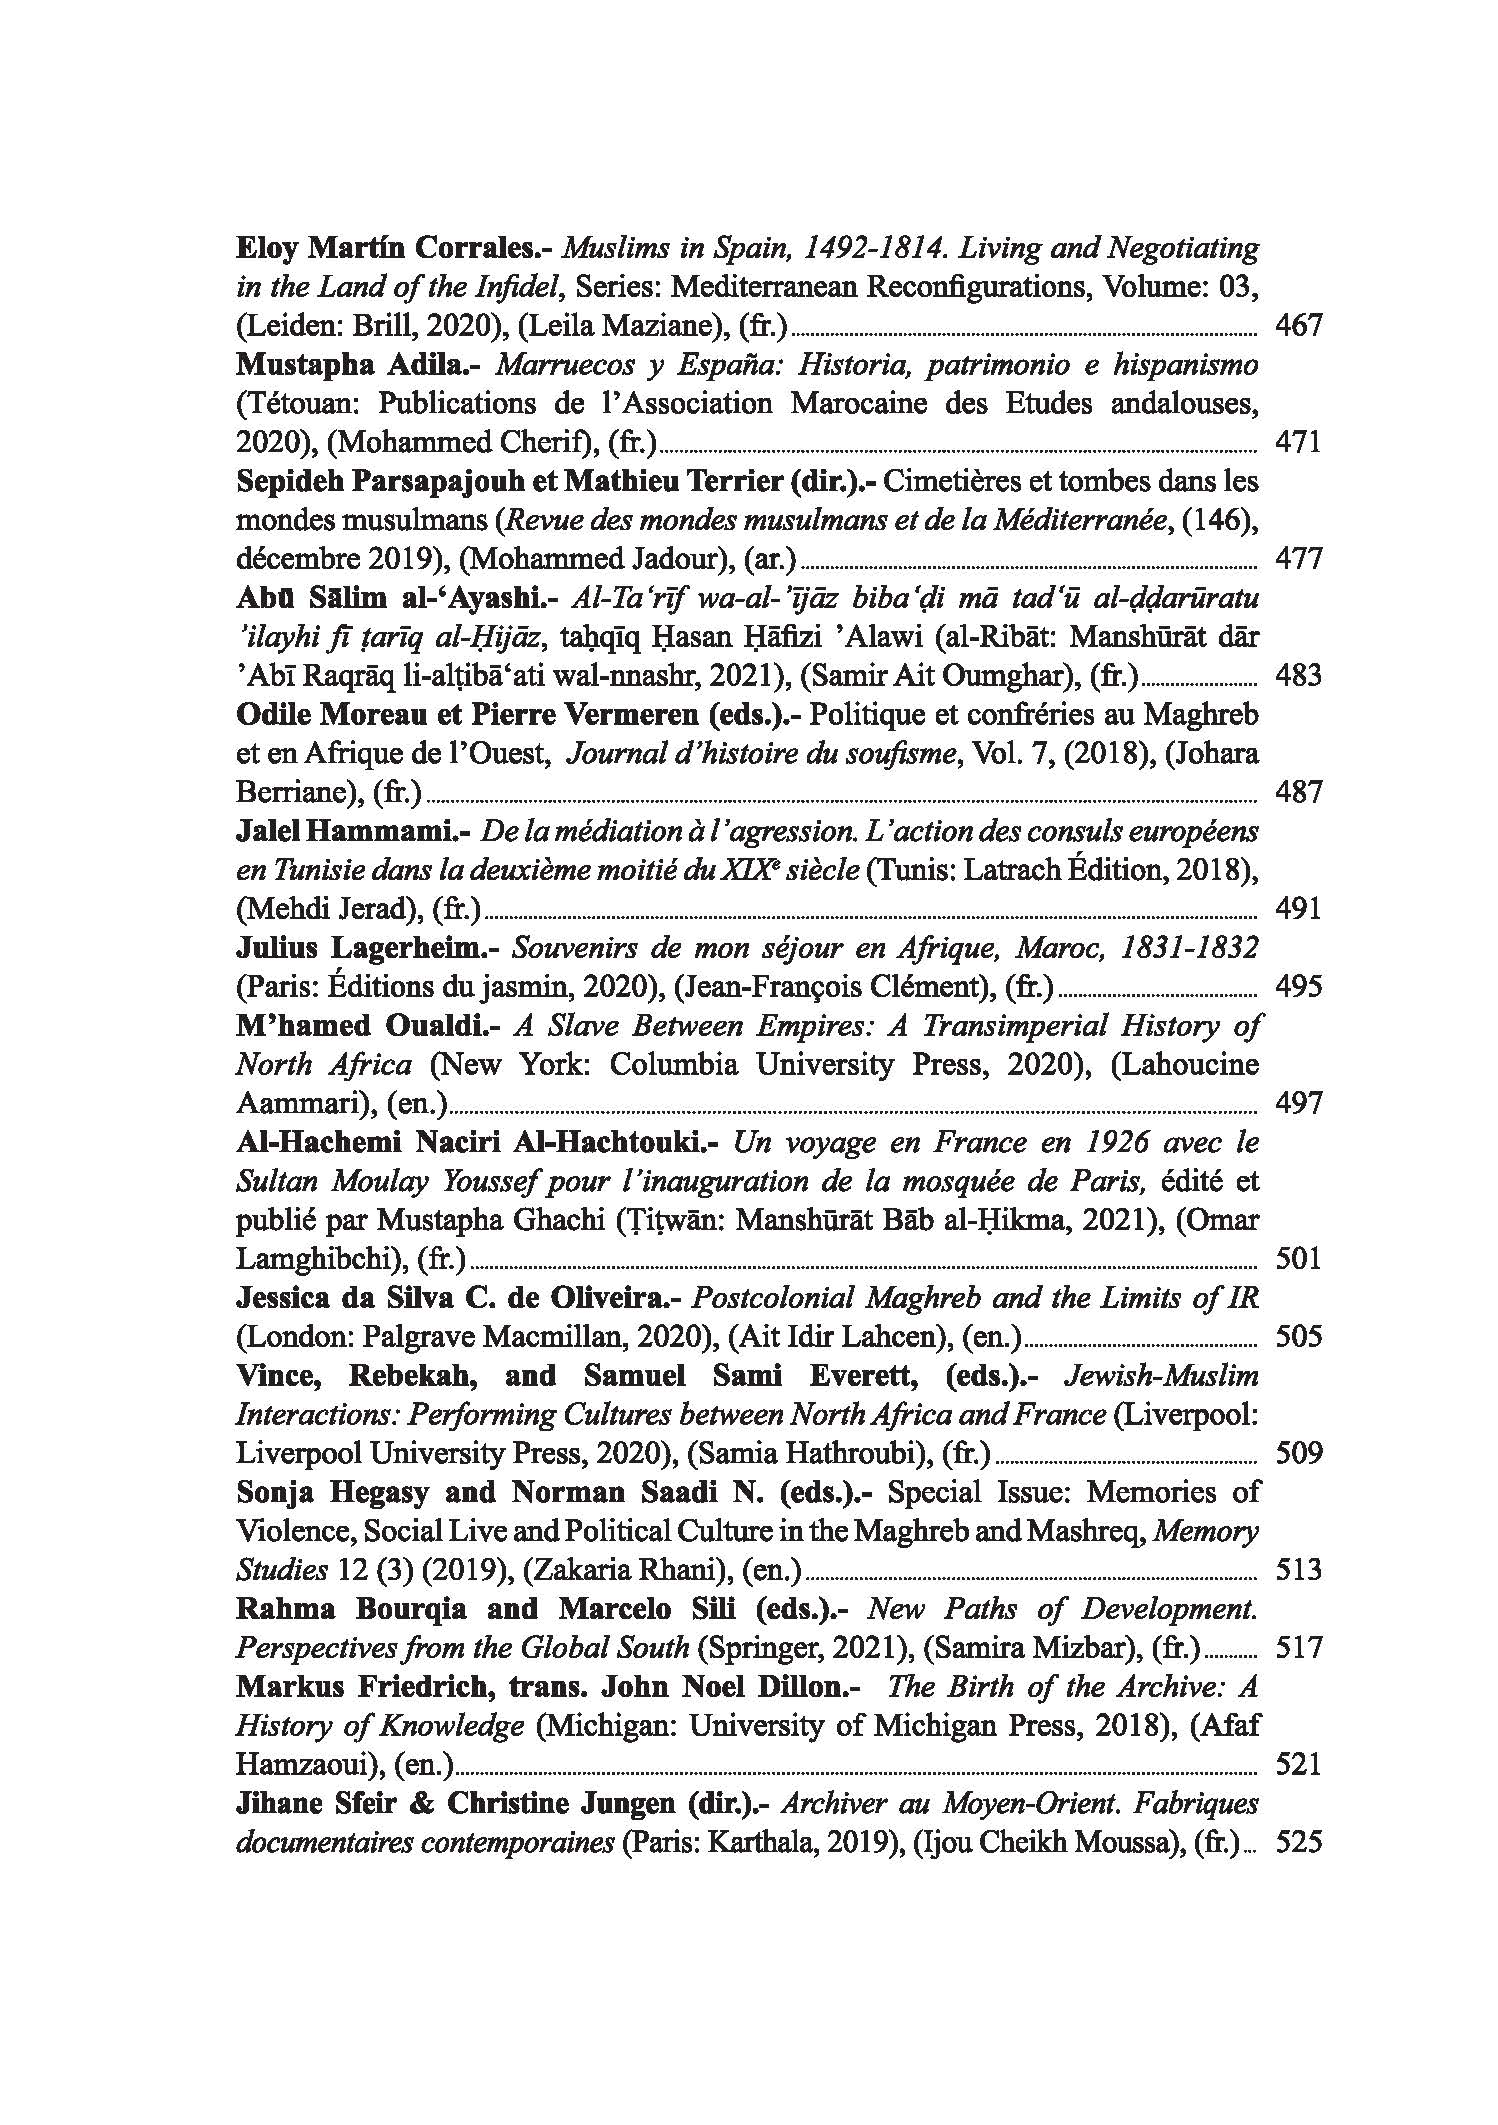 Eloy Martín Corrales.- Muslims in Spain, 1492-1814. Living and Negotiating
in the Land of the Infidel, Series: Mediterranean Reconfigurations, Volume: 03,
(Leiden: Brill, 2020), (Leila Maziane), (fr.) ........ 467
Mustapha Adila.- Marruecos y España: Historia, patrimonio e hispanismo
(Tétouan: Publications de l’Association Marocaine des Etudes andalouses,
2020), (Mohammed Cherif), (fr.) ........ 471
Sepideh Parsapajouh et Mathieu Terrier (dir.).- Cimetières et tombes dans les
mondes musulmans (Revue des mondes musulmans et de la Méditerranée, (146),
décembre 2019), (Mohammed Jadour), (ar.) ........ 477
Abū Sālim al-‘Ayashi.- Al-Ta‘rīf wa-al-’ījāz biba‘ḍi mā tad‘ū al-ḍḍarūratu
’ilayhi fī ṭarīq al-Ḥijāz, taḥqīq Ḥasan Ḥāfizi ’Alawi (al-Ribāt: Manshūrāt dār
’Abī Raqrāq li-alṭibā‘ati wal-nnashr, 2021), (Samir Ait Oumghar), (fr.) ........ 483
Odile Moreau et Pierre Vermeren (eds.).- Politique et confréries au Maghreb
et en Afrique de l’Ouest, Journal d’histoire du soufisme, Vol. 7, (2018), (Johara
Berriane), (fr.) ........ 487
Jalel Hammami.- De la médiation à l’agression. L’action des consuls européens
en Tunisie dans la deuxième moitié du XIXᵉ siècle (Tunis: Latrach Édition, 2018),
(Mehdi Jerad), (fr.) ........ 491
Julius Lagerheim.- Souvenirs de mon séjour en Afrique, Maroc, 1831-1832
(Paris: Éditions du jasmin, 2020), (Jean-François Clément), (fr.) ........ 495
M’hamed Oualdi.- A Slave Between Empires: A Transimperial History of
North Africa (New York: Columbia University Press, 2020), (Lahoucine
Aammari), (en.) ........ 497
Al-Hachemi Naciri Al-Hachtouki.- Un voyage en France en 1926 avec le
Sultan Moulay Youssef pour l’inauguration de la mosquée de Paris, édité et
publié par Mustapha Ghachi (Ṭiṭwān: Manshūrāt Bāb al-Ḥikma, 2021), (Omar
Lamghibchi), (fr.) ........ 501
Jessica da Silva C. de Oliveira.- Postcolonial Maghreb and the Limits of IR
(London: Palgrave Macmillan, 2020), (Ait Idir Lahcen), (en.) ........ 505
Vince, Rebekah, and Samuel Sami Everett, (eds.).- Jewish-Muslim
Interactions: Performing Cultures between North Africa and France (Liverpool:
Liverpool University Press, 2020), (Samia Hathroubi), (fr.) ........ 509
Sonja Hegasy and Norman Saadi N. (eds.).- Special Issue: Memories of
Violence, Social Live and Political Culture in the Maghreb and Mashreq, Memory
Studies 12 (3) (2019), (Zakaria Rhani), (en.) ........ 513
Rahma Bourqia and Marcelo Sili (eds.).- New Paths of Development.
Perspectives from the Global South (Springer, 2021), (Samira Mizbar), (fr.) ........ 517
Markus Friedrich, trans. John Noel Dillon.- The Birth of the Archive: A
History of Knowledge (Michigan: University of Michigan Press, 2018), (Afaf
Hamzaoui), (en.) ........ 521
Jihane Sfeir & Christine Jungen (dir.).- Archiver au Moyen-Orient. Fabriques
documentaires contemporaines (Paris: Karthala, 2019), (Ijou Cheikh Moussa), (fr.) ... 525